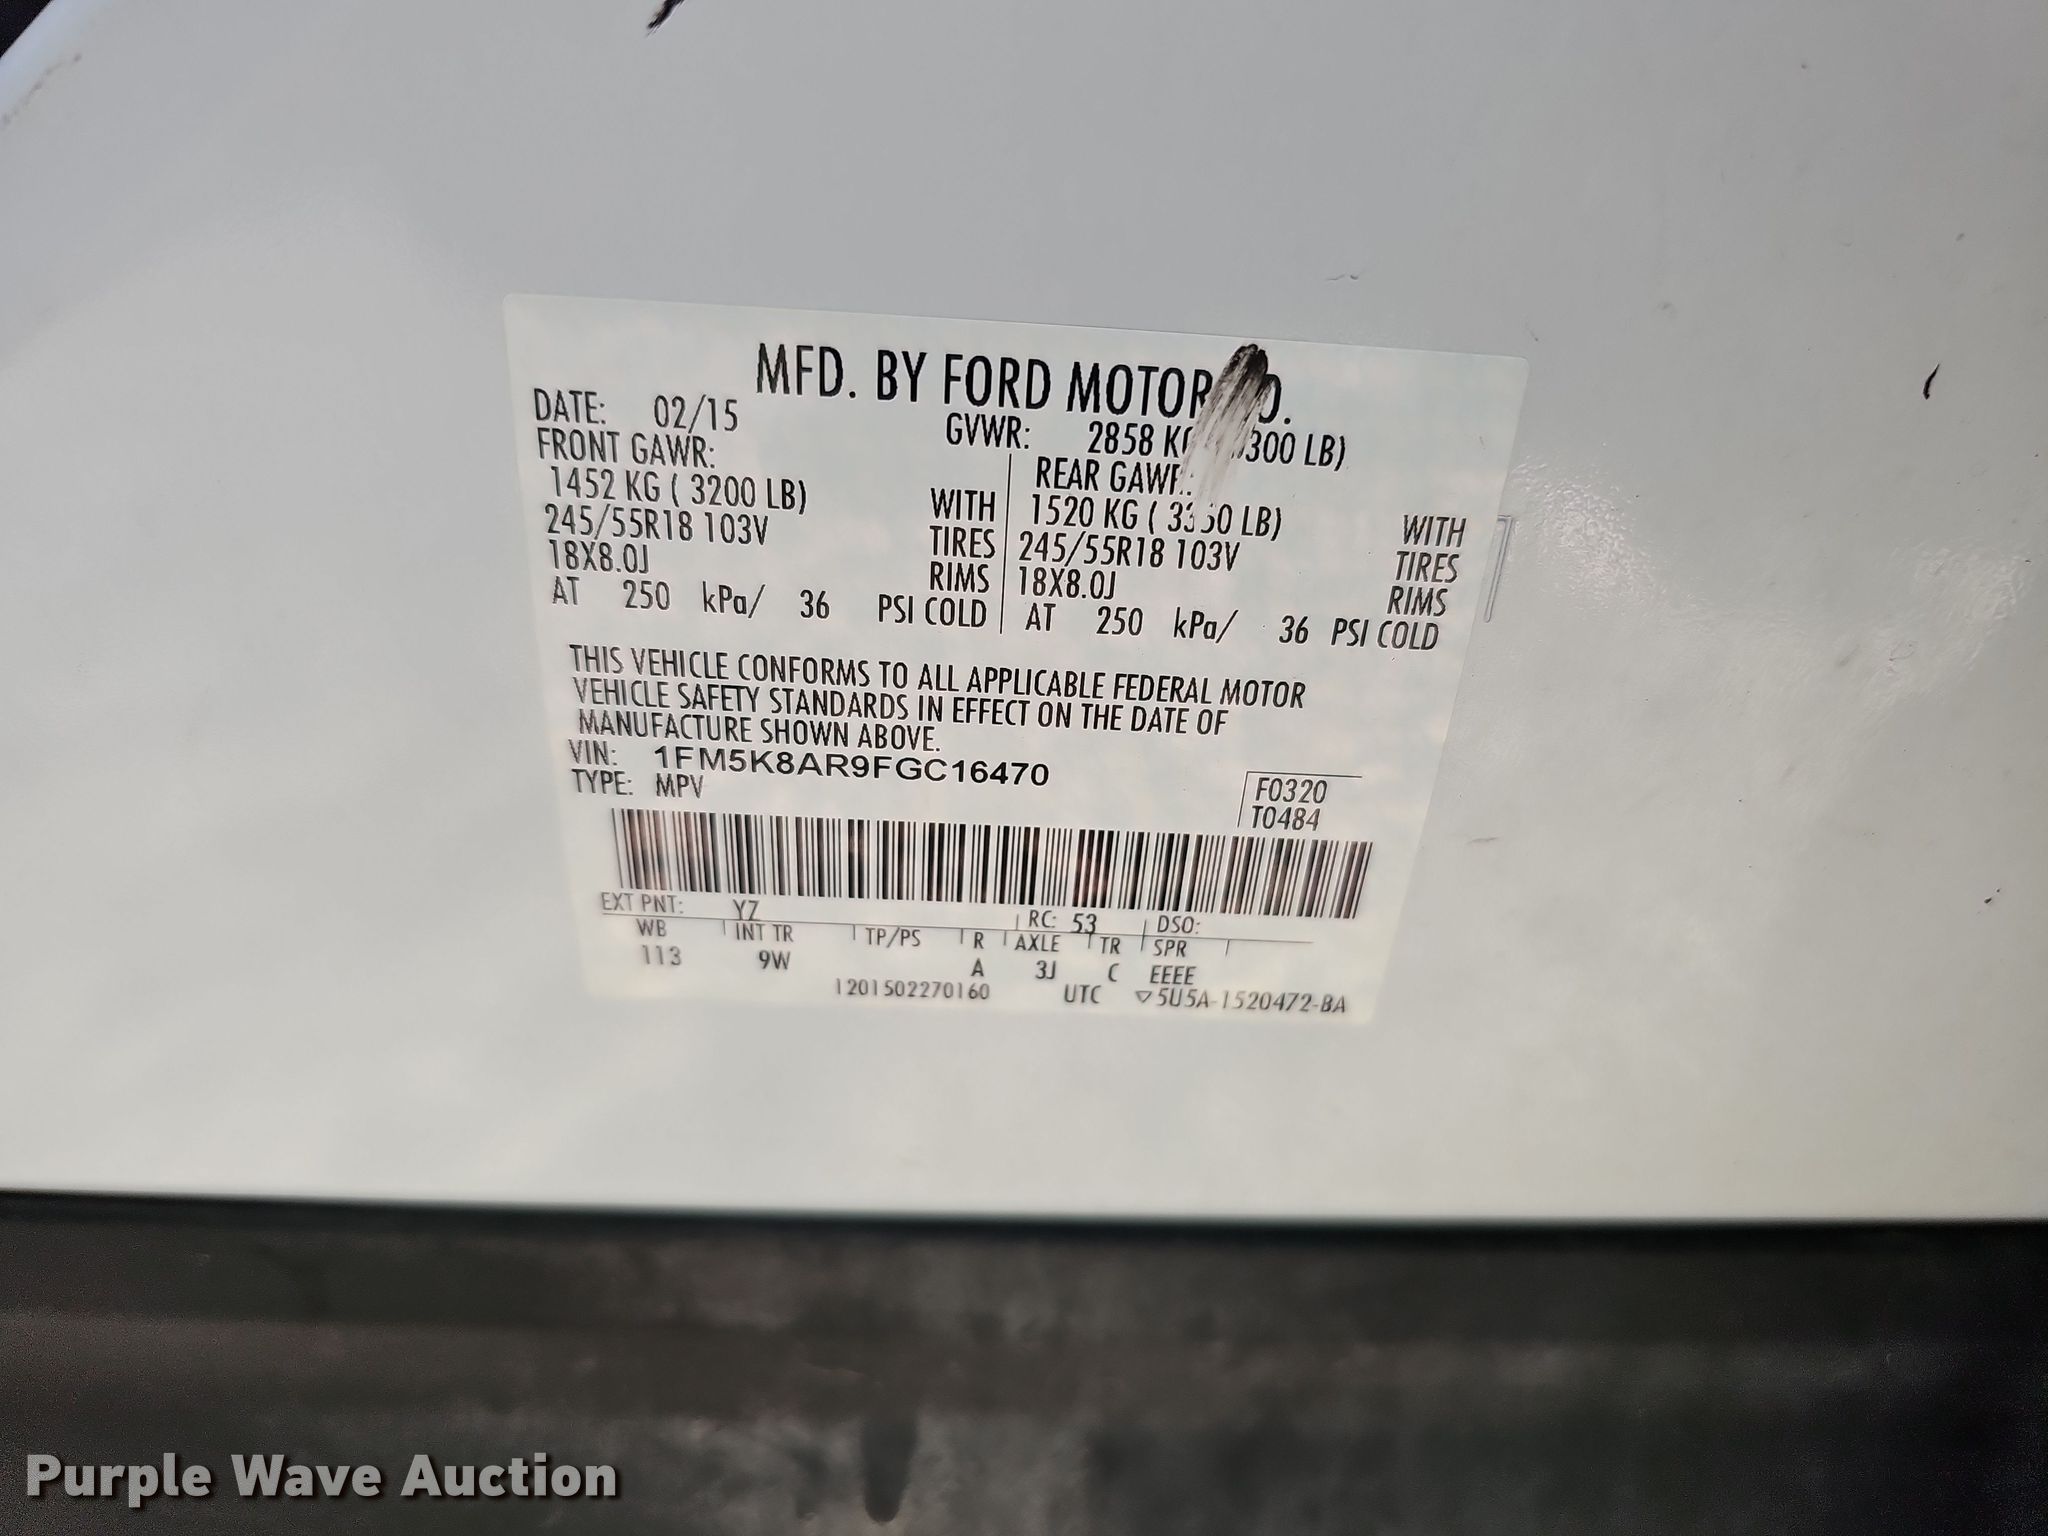 MFD. BY FORD MOTOR
DATE: 02/15 GVWR: 2858 300 LB)
FRONT GAWR: REAR GAWR:
1452 KG ( 3200 LB) WITH 1520 KG ( LB) WITH
245/55R18 103V TIRES 245/55R18 103V TIRES
18X8.0J RIMS 18X8.0J RIMS
AT 250 kPa/ 36 PSI COLD AT 250 kPa/ 36 PSI COLD
THIS VEHICLE CONFORMS TO ALL APPLICABLE FEDERAL MOTOR
VEHICLE SAFETY STANDARDS IN EFFECT ON THE DATE OF
MANUFACTURE SHOWN ABOVE.
VIN: 1FM5K8AR9FGC16470
TYPE: MPV
F0320
T0484
EXT PNT: YZ RC: 53 DSO:
WB INT TR TP/PS R AXLE TR SPR
113 9W A 3J C EEEE
1201502270160 UTC ▽5U5A-1520472-BA
Purple Wave Auction